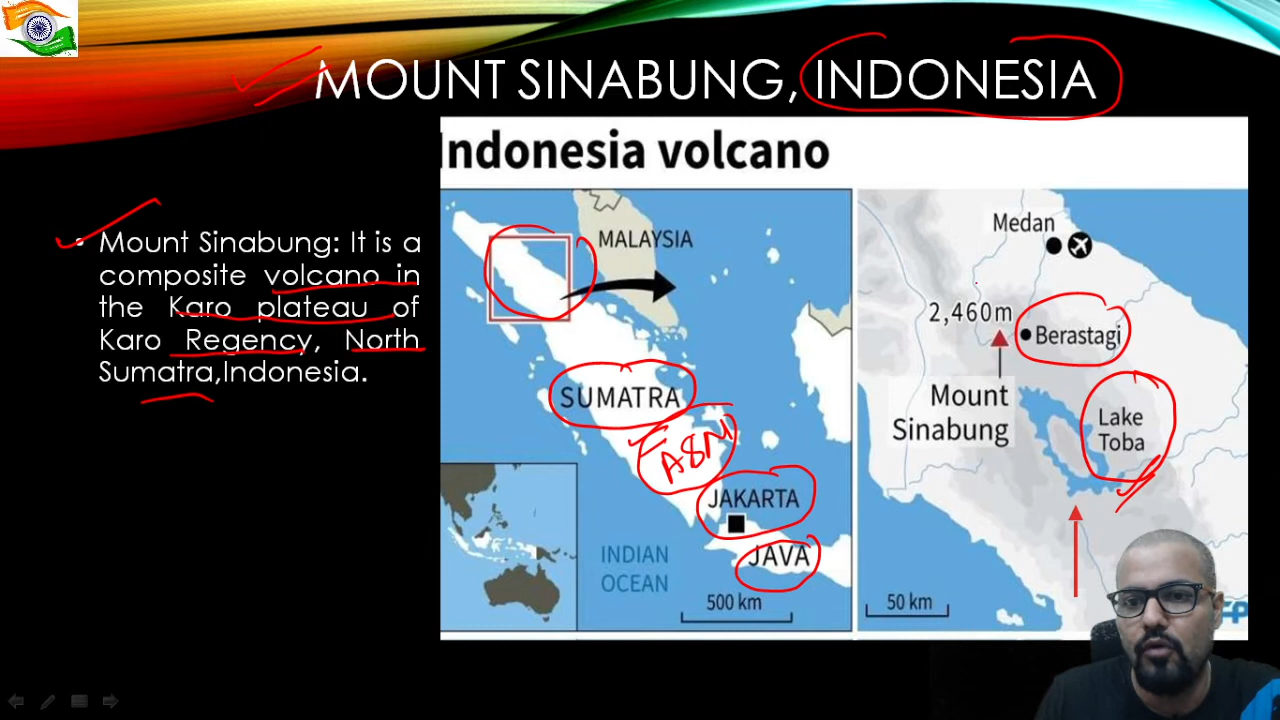 MOUNT SINABUNG, INDONESIA
Indonesia volcano
• Mount Sinabung: It is a
composite volcano in
the Karo plateau of
Karo Regency, North
Sumatra,Indonesia.
MALAYSIA
SUMATRA
JAKARTA
JAVA
INDIAN
OCEAN
500 km
Medan
2,460m
Berastagi
Mount
Sinabung
Lake
Toba
50 km